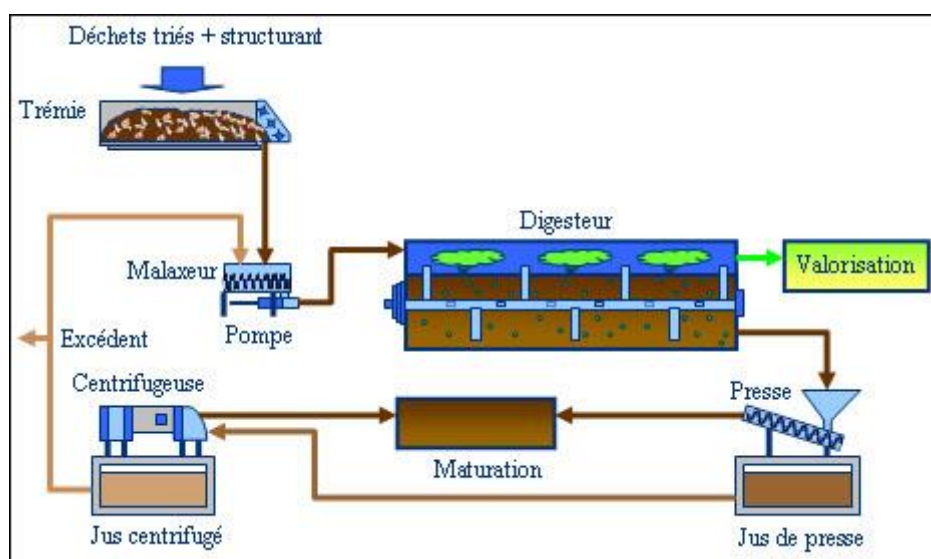 Déchets triés + structurant
Trémie
Digesteur
Malaxeur
Valorisation
Pompe
Excédent
Centrifugeuse
Presse
Maturation
Jus centrifugé
Jus de presse